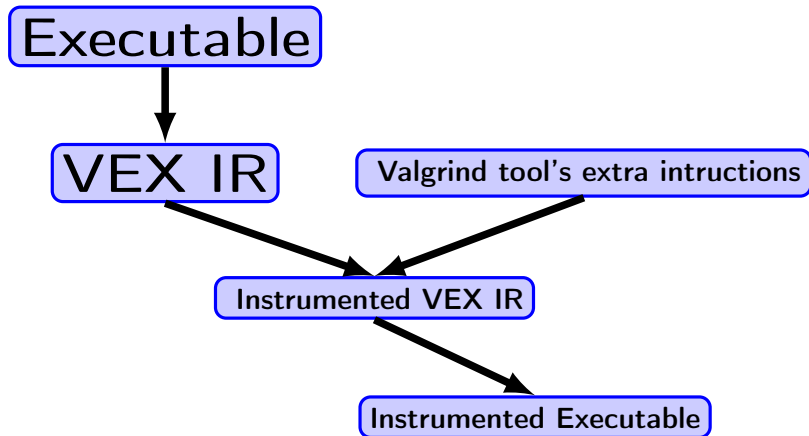 Executable
VEX IR
Valgrind tool's extra intructions
Instrumented VEX IR
Instrumented Executable